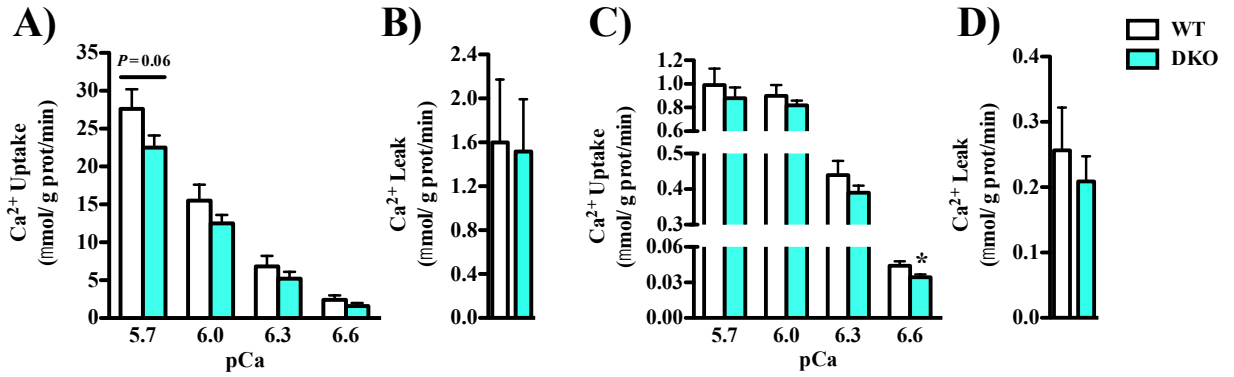 A)
B)
C)
D)
WT
DKO
Ca2+ Uptake
(mmol/ g prot/min)
35
30
25
20
15
10
5
0
P=0.06
5.7 6.0 6.3 6.6
pCa
Ca2+ Leak
(mmol/ g prot/min)
2.4
2.0
1.6
1.2
0.8
0.4
0.0
Ca2+ Uptake
(mmol/ g prot/min)
1.2
1.0
0.8
0.6
0.5
0.4
0.3
0.06
0.03
0.00
*
5.7 6.0 6.3 6.6
pCa
Ca2+ Leak
(mmol/ g prot/min)
0.4
0.3
0.2
0.1
0.0